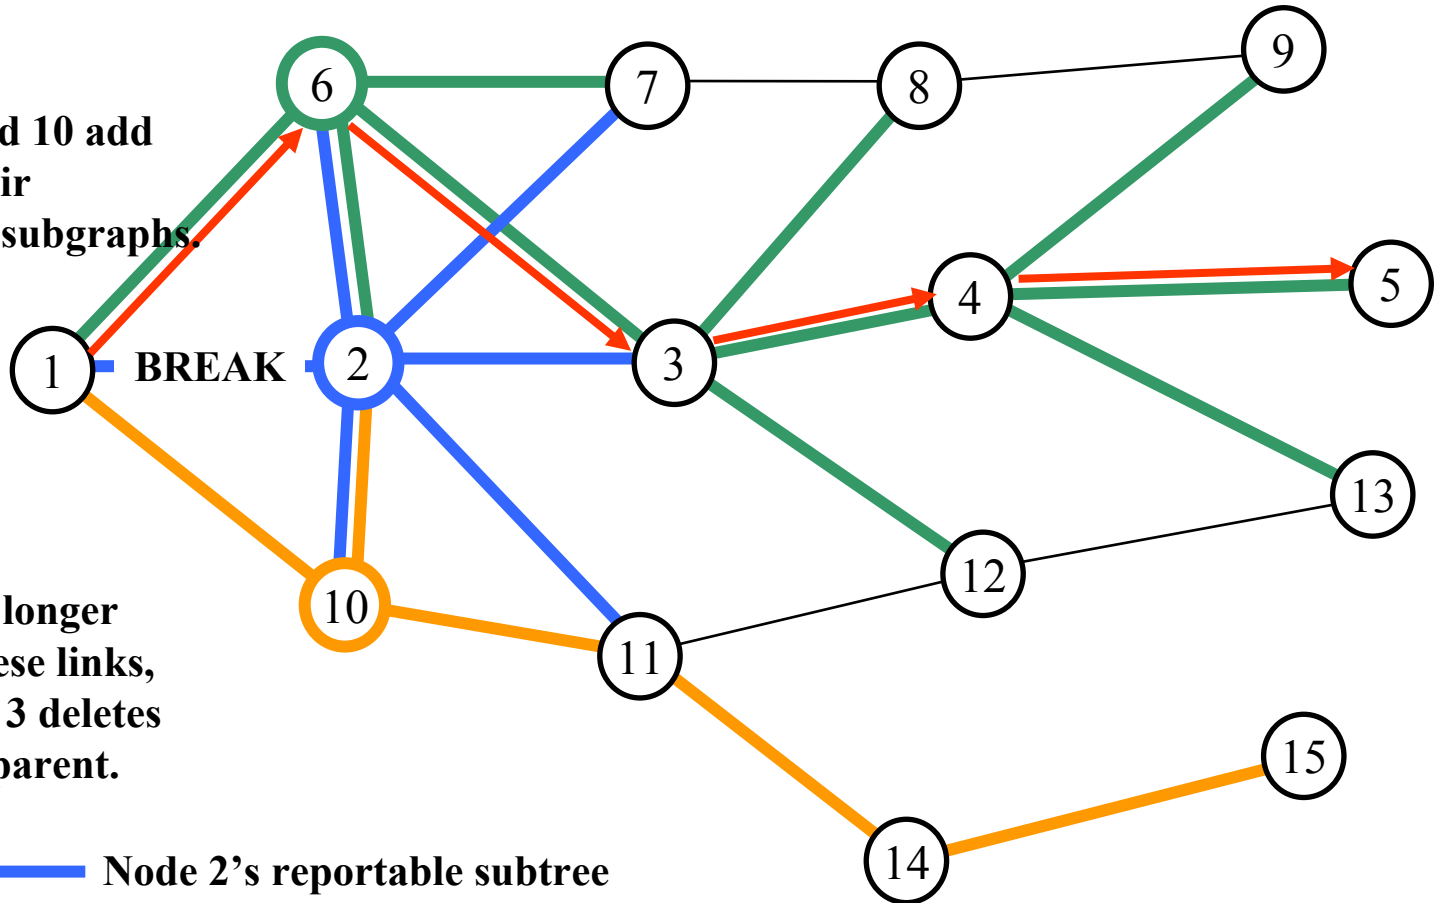 9
6
7
8
d 10 add
ir
subgraphs.
4
5
1
BREAK
2
3
13
12
10
longer
ese links,
3 deletes
parent.
11
15
14
Node 2’s reportable subtree